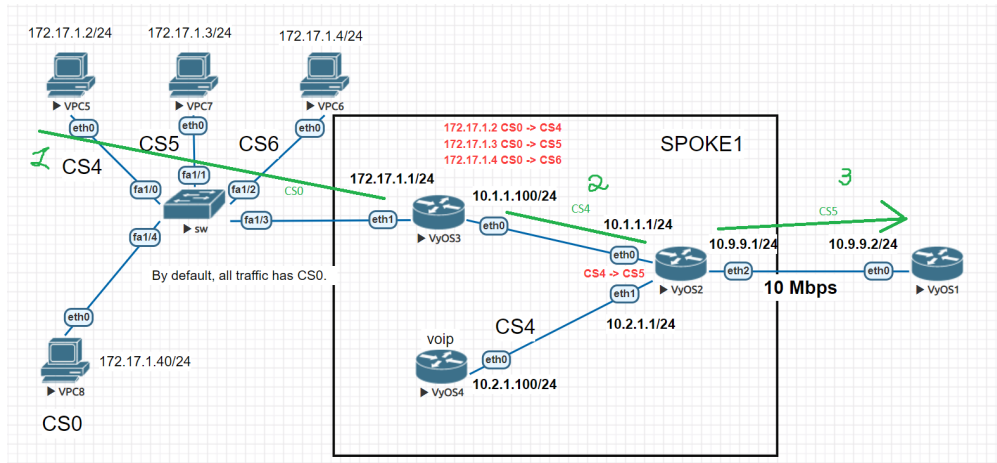 172.17.1.2/24
172.17.1.3/24
172.17.1.4/24
VPC5
VPC7
VPC6
eth0
eth0
eth0
1
CS4
CS5
CS6
fa1/0
fa1/1
fa1/2
sw
fa1/3
fa1/4
CS0
By default, all traffic has CS0.
eth0
172.17.1.40/24
VPC8
CS0
SPOKE1
172.17.1.2 CS0 -> CS4
172.17.1.3 CS0 -> CS5
172.17.1.4 CS0 -> CS6
172.17.1.1/24
eth1
VyOS3
10.1.1.100/24
eth0
2
CS4
10.1.1.1/24
eth0
CS4 -> CS5
VyOS2
eth1
10.2.1.1/24
CS4
voip
eth0
10.2.1.100/24
VyOS4
3
CS5
10.9.9.1/24
eth2
10 Mbps
10.9.9.2/24
eth0
VyOS1